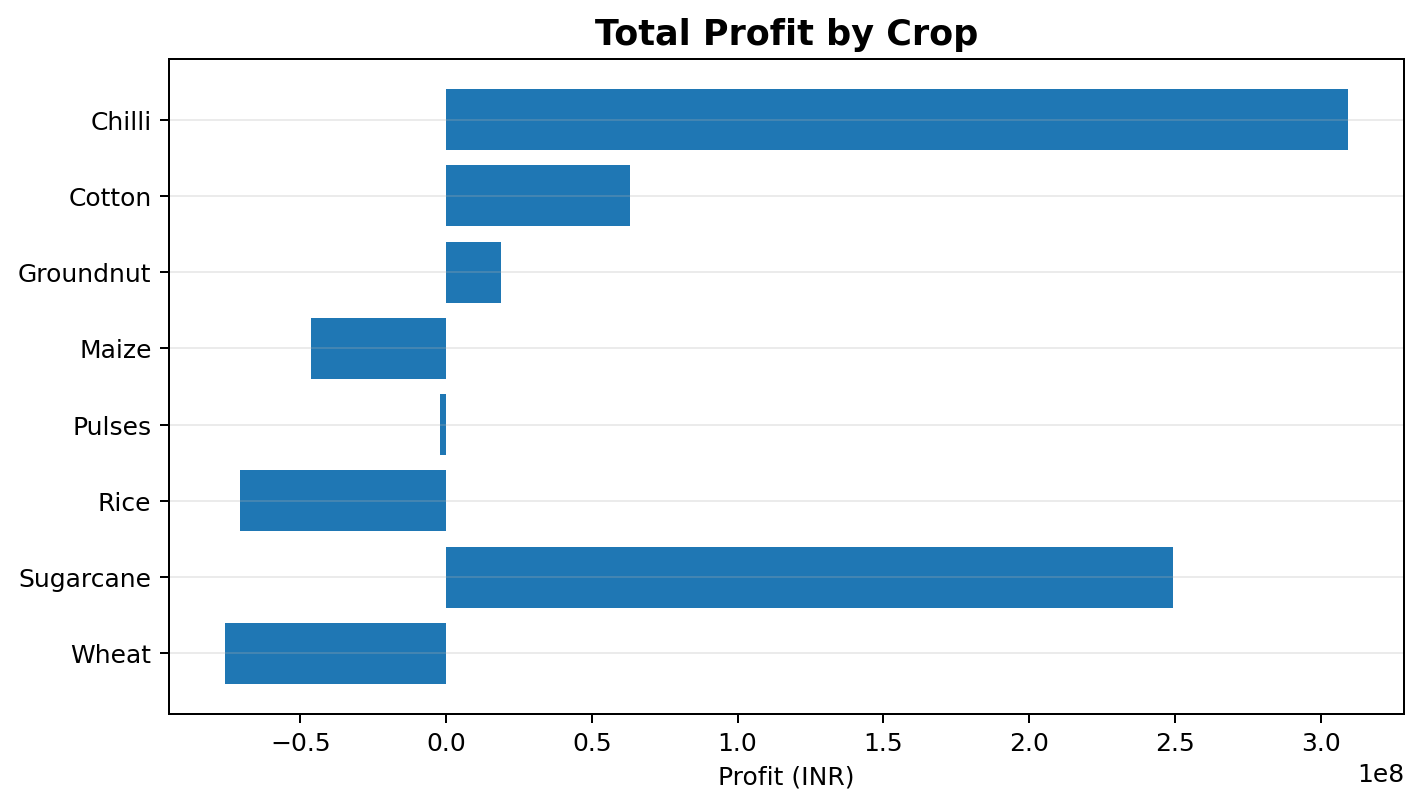 Total Profit by Crop
Chilli
Cotton
Groundnut
Maize
Pulses
Rice
Sugarcane
Wheat
−0.5 0.0 0.5 1.0 1.5 2.0 2.5 3.0
Profit (INR)
1e8